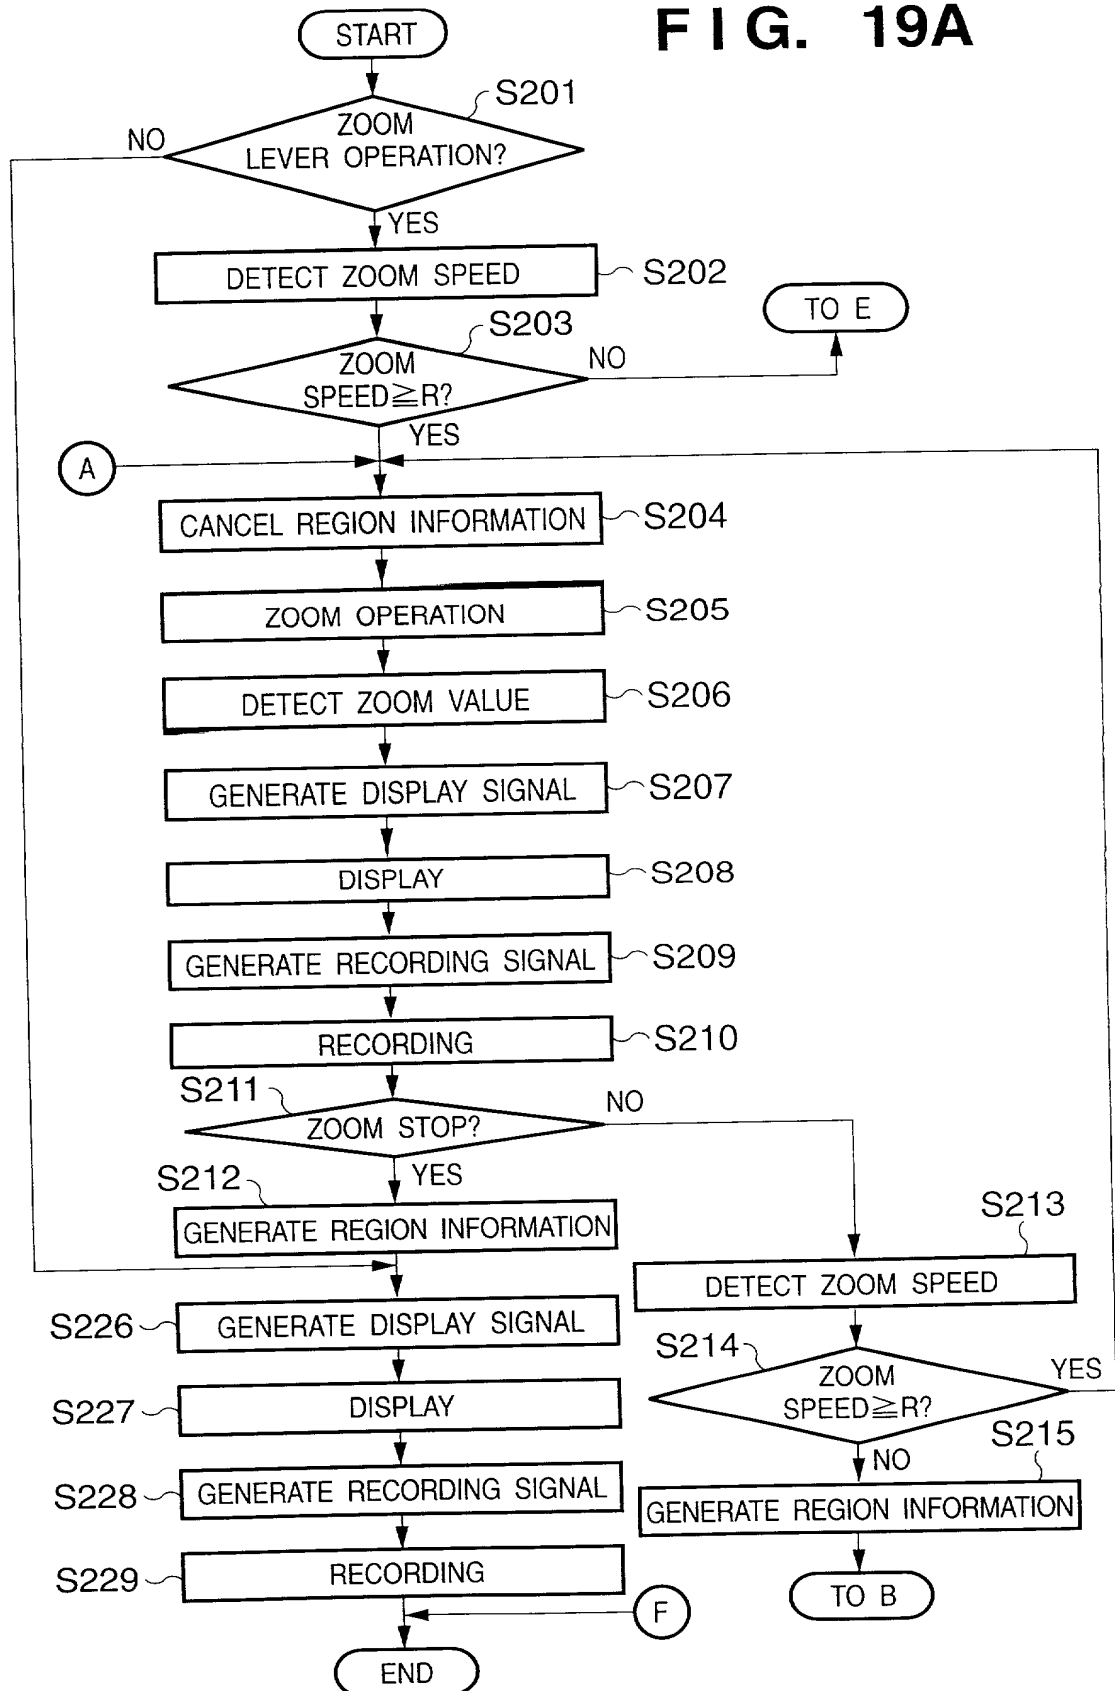 FIG. 19A
START
S201
ZOOM
LEVER OPERATION?
NO
YES
DETECT ZOOM SPEED
S202
TO E
S203
ZOOM
SPEED≧R?
NO
YES
A
CANCEL REGION INFORMATION
S204
ZOOM OPERATION
S205
DETECT ZOOM VALUE
S206
GENERATE DISPLAY SIGNAL
S207
DISPLAY
S208
GENERATE RECORDING SIGNAL
S209
RECORDING
S210
S211
ZOOM STOP?
NO
YES
S212
GENERATE REGION INFORMATION
S213
DETECT ZOOM SPEED
S226
GENERATE DISPLAY SIGNAL
S214
ZOOM
SPEED≧R?
YES
S227
DISPLAY
S215
NO
S228
GENERATE RECORDING SIGNAL
GENERATE REGION INFORMATION
S229
RECORDING
TO B
F
END